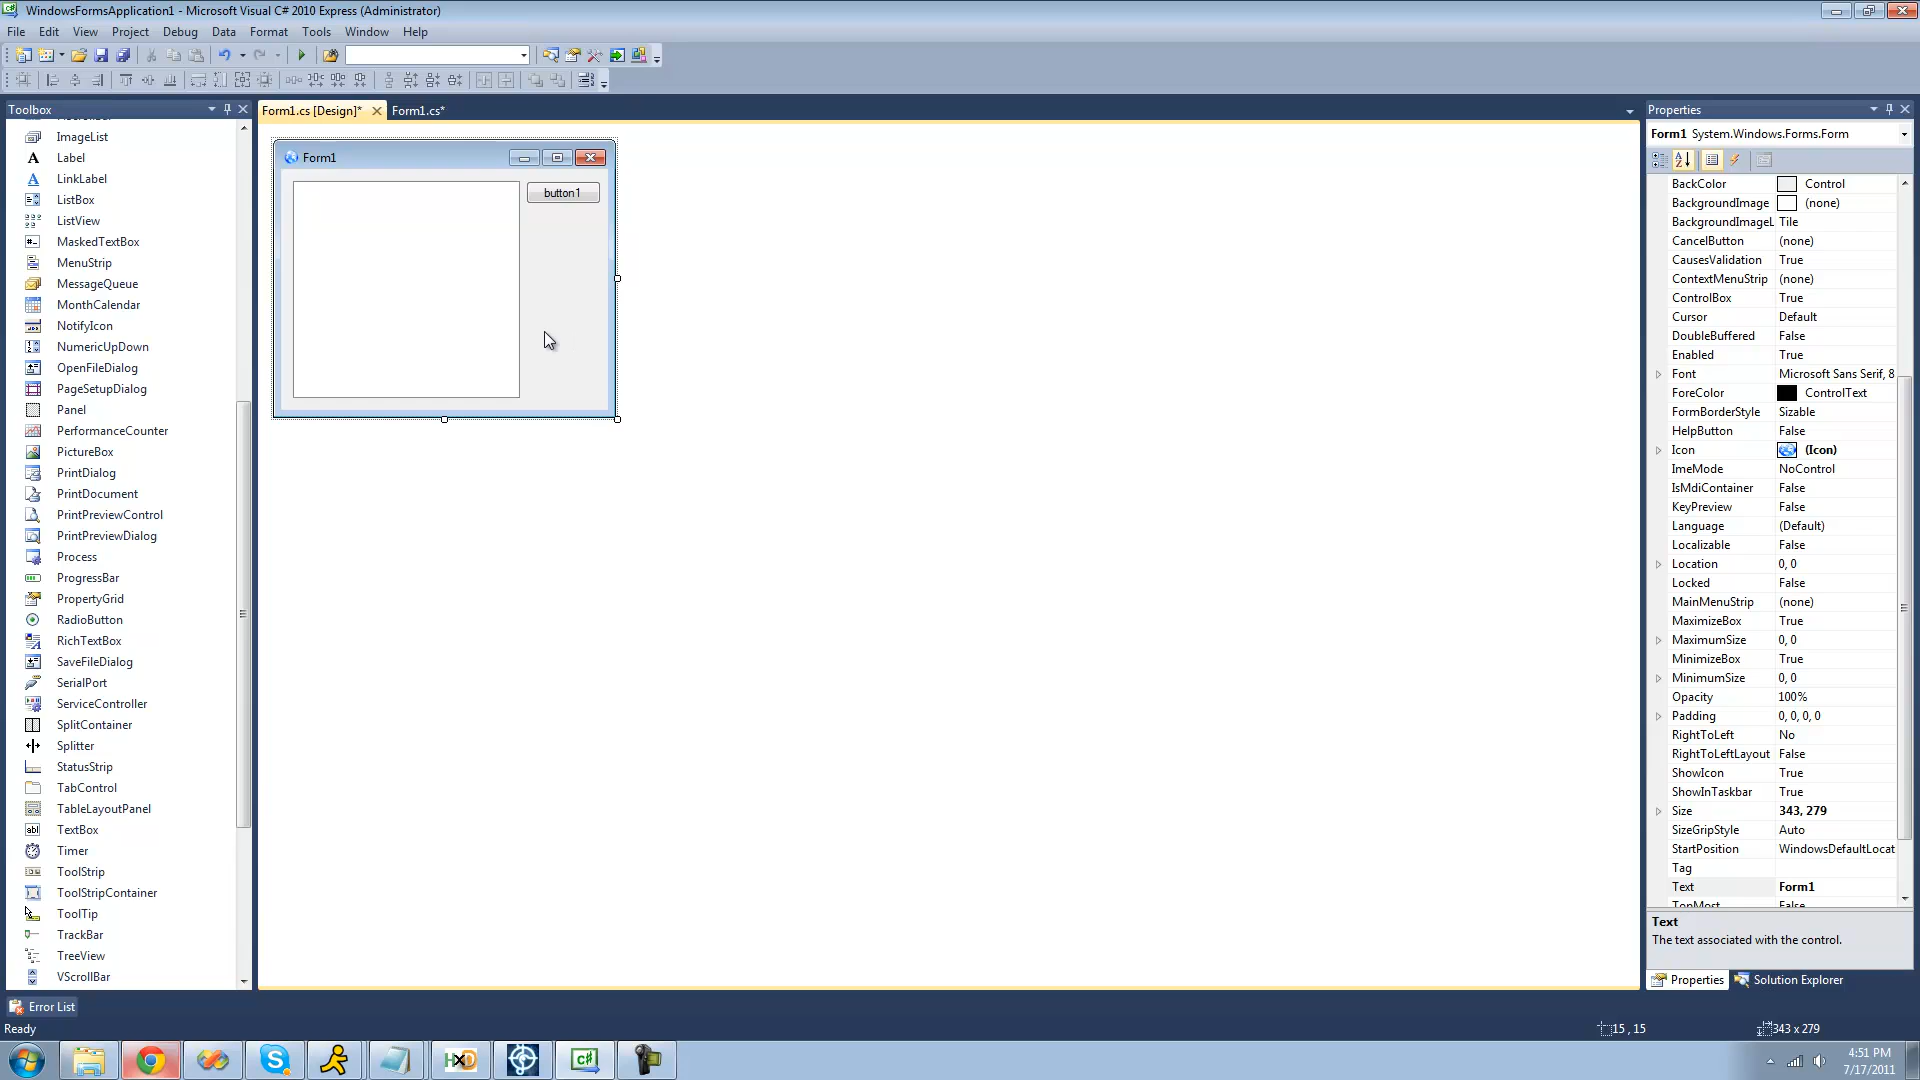 WindowsFormsApplication1 - Microsoft Visual C# 2010 Express (Administrator)
File Edit View Project Debug Data Format Tools Window Help
Toolbox
ImageList
Label
LinkLabel
ListBox
ListView
MaskedTextBox
MenuStrip
MessageQueue
MonthCalendar
NotifyIcon
NumericUpDown
OpenFileDialog
PageSetupDialog
Panel
PerformanceCounter
PictureBox
PrintDialog
PrintDocument
PrintPreviewControl
PrintPreviewDialog
Process
ProgressBar
PropertyGrid
RadioButton
RichTextBox
SaveFileDialog
SerialPort
ServiceController
SplitContainer
Splitter
StatusStrip
TabControl
TableLayoutPanel
TextBox
Timer
ToolStrip
ToolStripContainer
ToolTip
TrackBar
TreeView
VScrollBar
Form1.cs [Design]* Form1.cs*
Form1
button1
Properties
Form1 System.Windows.Forms.Form
BackColor Control
BackgroundImage (none)
BackgroundImageL Tile
CancelButton (none)
CausesValidation True
ContextMenuStrip (none)
ControlBox True
Cursor Default
DoubleBuffered False
Enabled True
Font Microsoft Sans Serif, 8
ForeColor ControlText
FormBorderStyle Sizable
HelpButton False
Icon (Icon)
ImeMode NoControl
IsMdiContainer False
KeyPreview False
Language (Default)
Localizable False
Location 0, 0
Locked False
MainMenuStrip (none)
MaximizeBox True
MaximumSize 0, 0
MinimizeBox True
MinimumSize 0, 0
Opacity 100%
Padding 0, 0, 0, 0
RightToLeft No
RightToLeftLayout False
ShowIcon True
ShowInTaskbar True
Size 343, 279
SizeGripStyle Auto
StartPosition WindowsDefaultLocat
Tag
Text Form1
TopMost False
Text
The text associated with the control.
Properties Solution Explorer
Error List
Ready 15 , 15 343 x 279
4:51 PM
7/17/2011